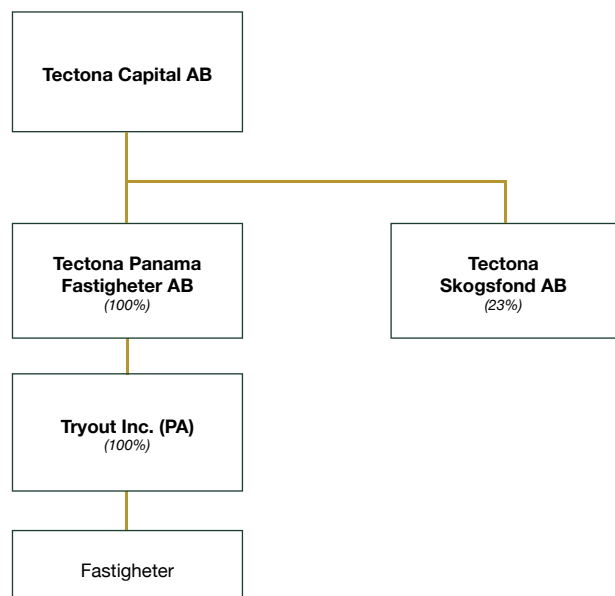 Tectona Capital AB
Tectona Panama
Fastigheter AB
(100%)
Tectona
Skogsfond AB
(23%)
Tryout Inc. (PA)
(100%)
Fastigheter